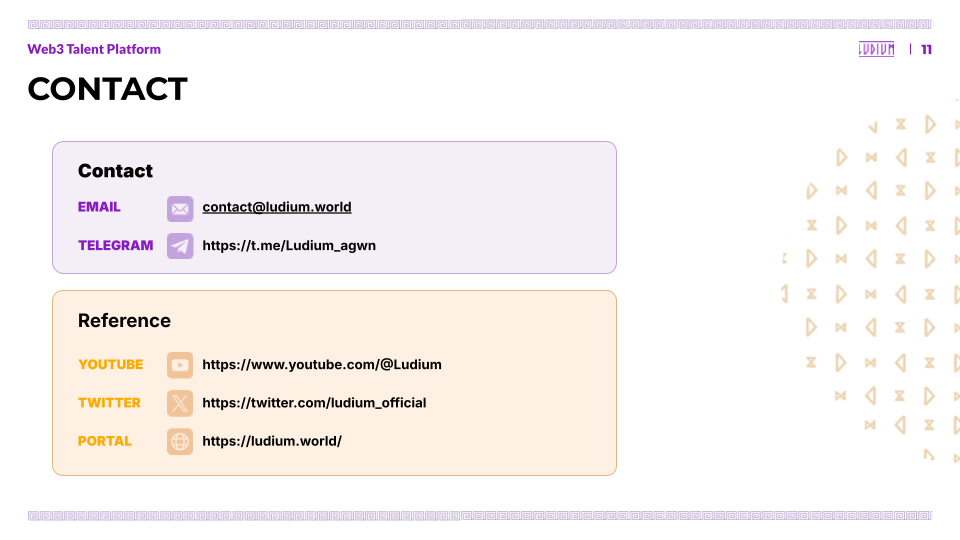 Web3 Talent Platform
LUDIUM | 11
CONTACT
Contact
EMAIL contact@ludium.world
TELEGRAM https://t.me/Ludium_agwn
Reference
YOUTUBE https://www.youtube.com/@Ludium
TWITTER https://twitter.com/ludium_official
PORTAL https://ludium.world/